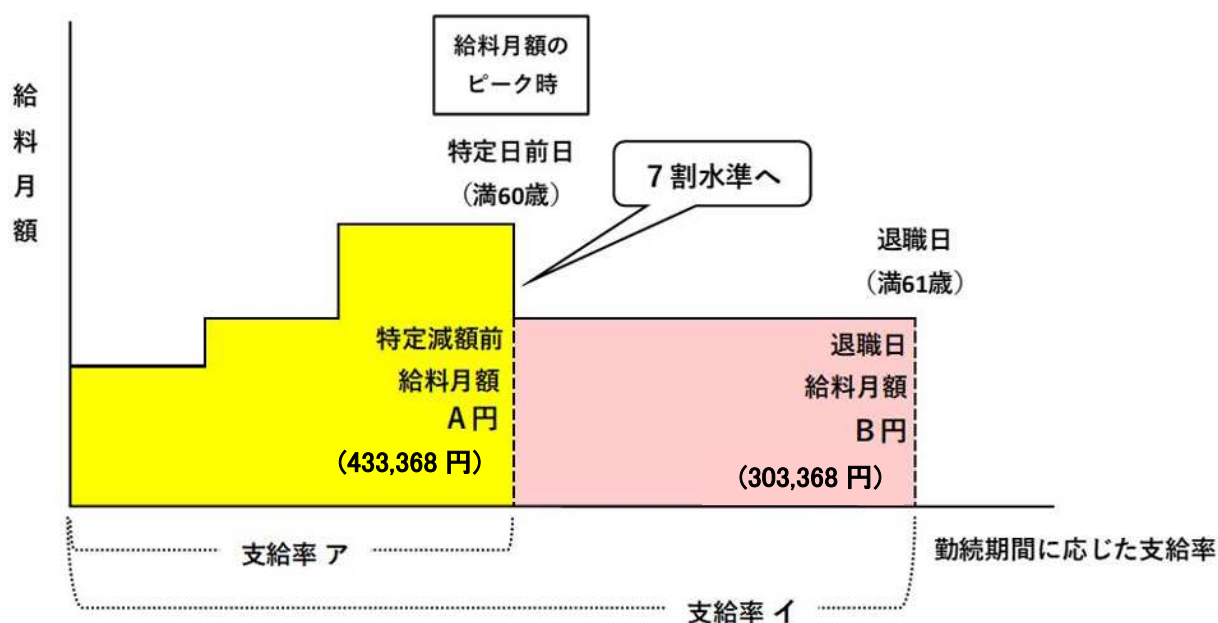 給料月額
給料月額の
ピーク時
特定日前日
（満60歳）
７割水準へ
退職日
（満61歳）
特定減額前
給料月額
A円
（433,368 円）
退職日
給料月額
B円
（303,368 円）
支給率 ア
勤続期間に応じた支給率
支給率 イ